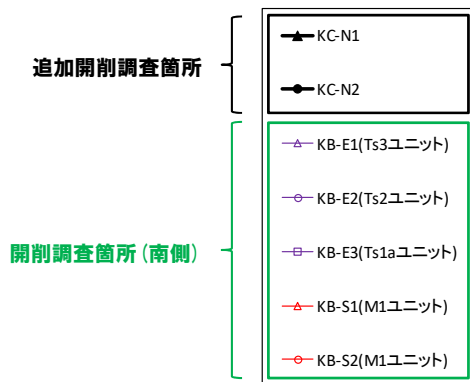 追加開削調査箇所
KC-N1
KC-N2
開削調査箇所(南側)
KB-E1(Ts3ユニット)
KB-E2(Ts2ユニット)
KB-E3(Ts1aユニット)
KB-S1(M1ユニット)
KB-S2(M1ユニット)